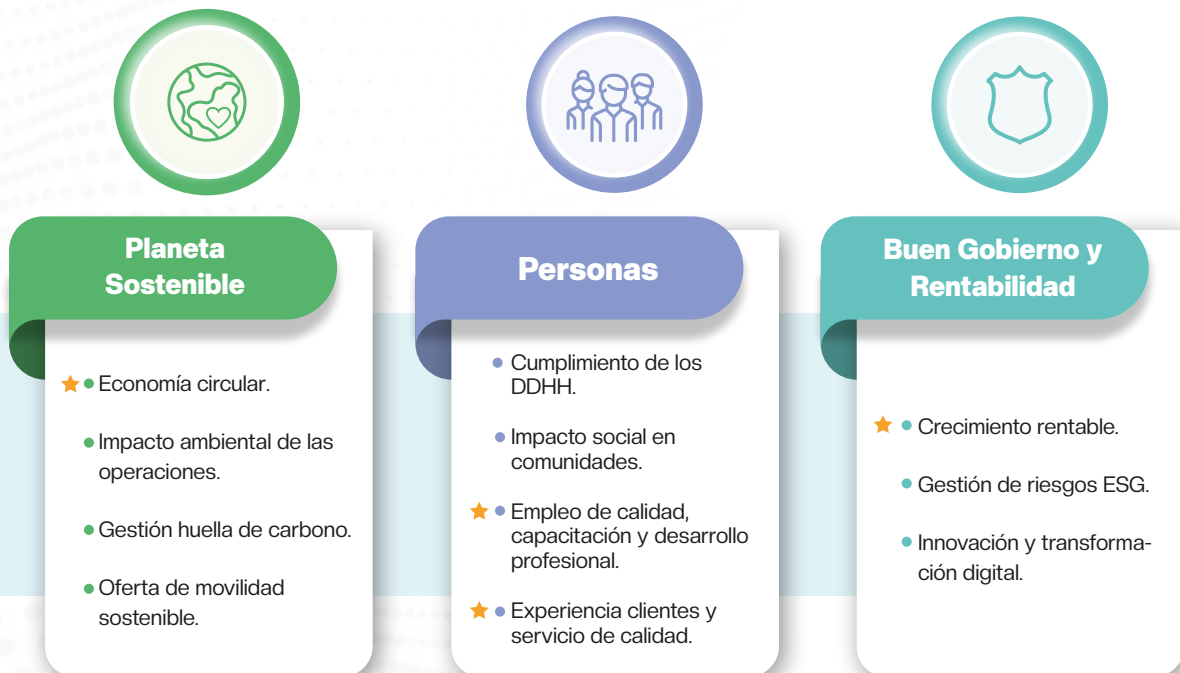 Planeta
Sostenible
Economía circular.
Impacto ambiental de las
operaciones.
Gestión huella de carbono.
Oferta de movilidad
sostenible.
Personas
Cumplimiento de los
DDHH.
Impacto social en
comunidades.
Empleo de calidad,
capacitación y desarrollo
profesional.
Experiencia clientes y
servicio de calidad.
Buen Gobierno y
Rentabilidad
Crecimiento rentable.
Gestión de riesgos ESG.
Innovación y transforma-
ción digital.